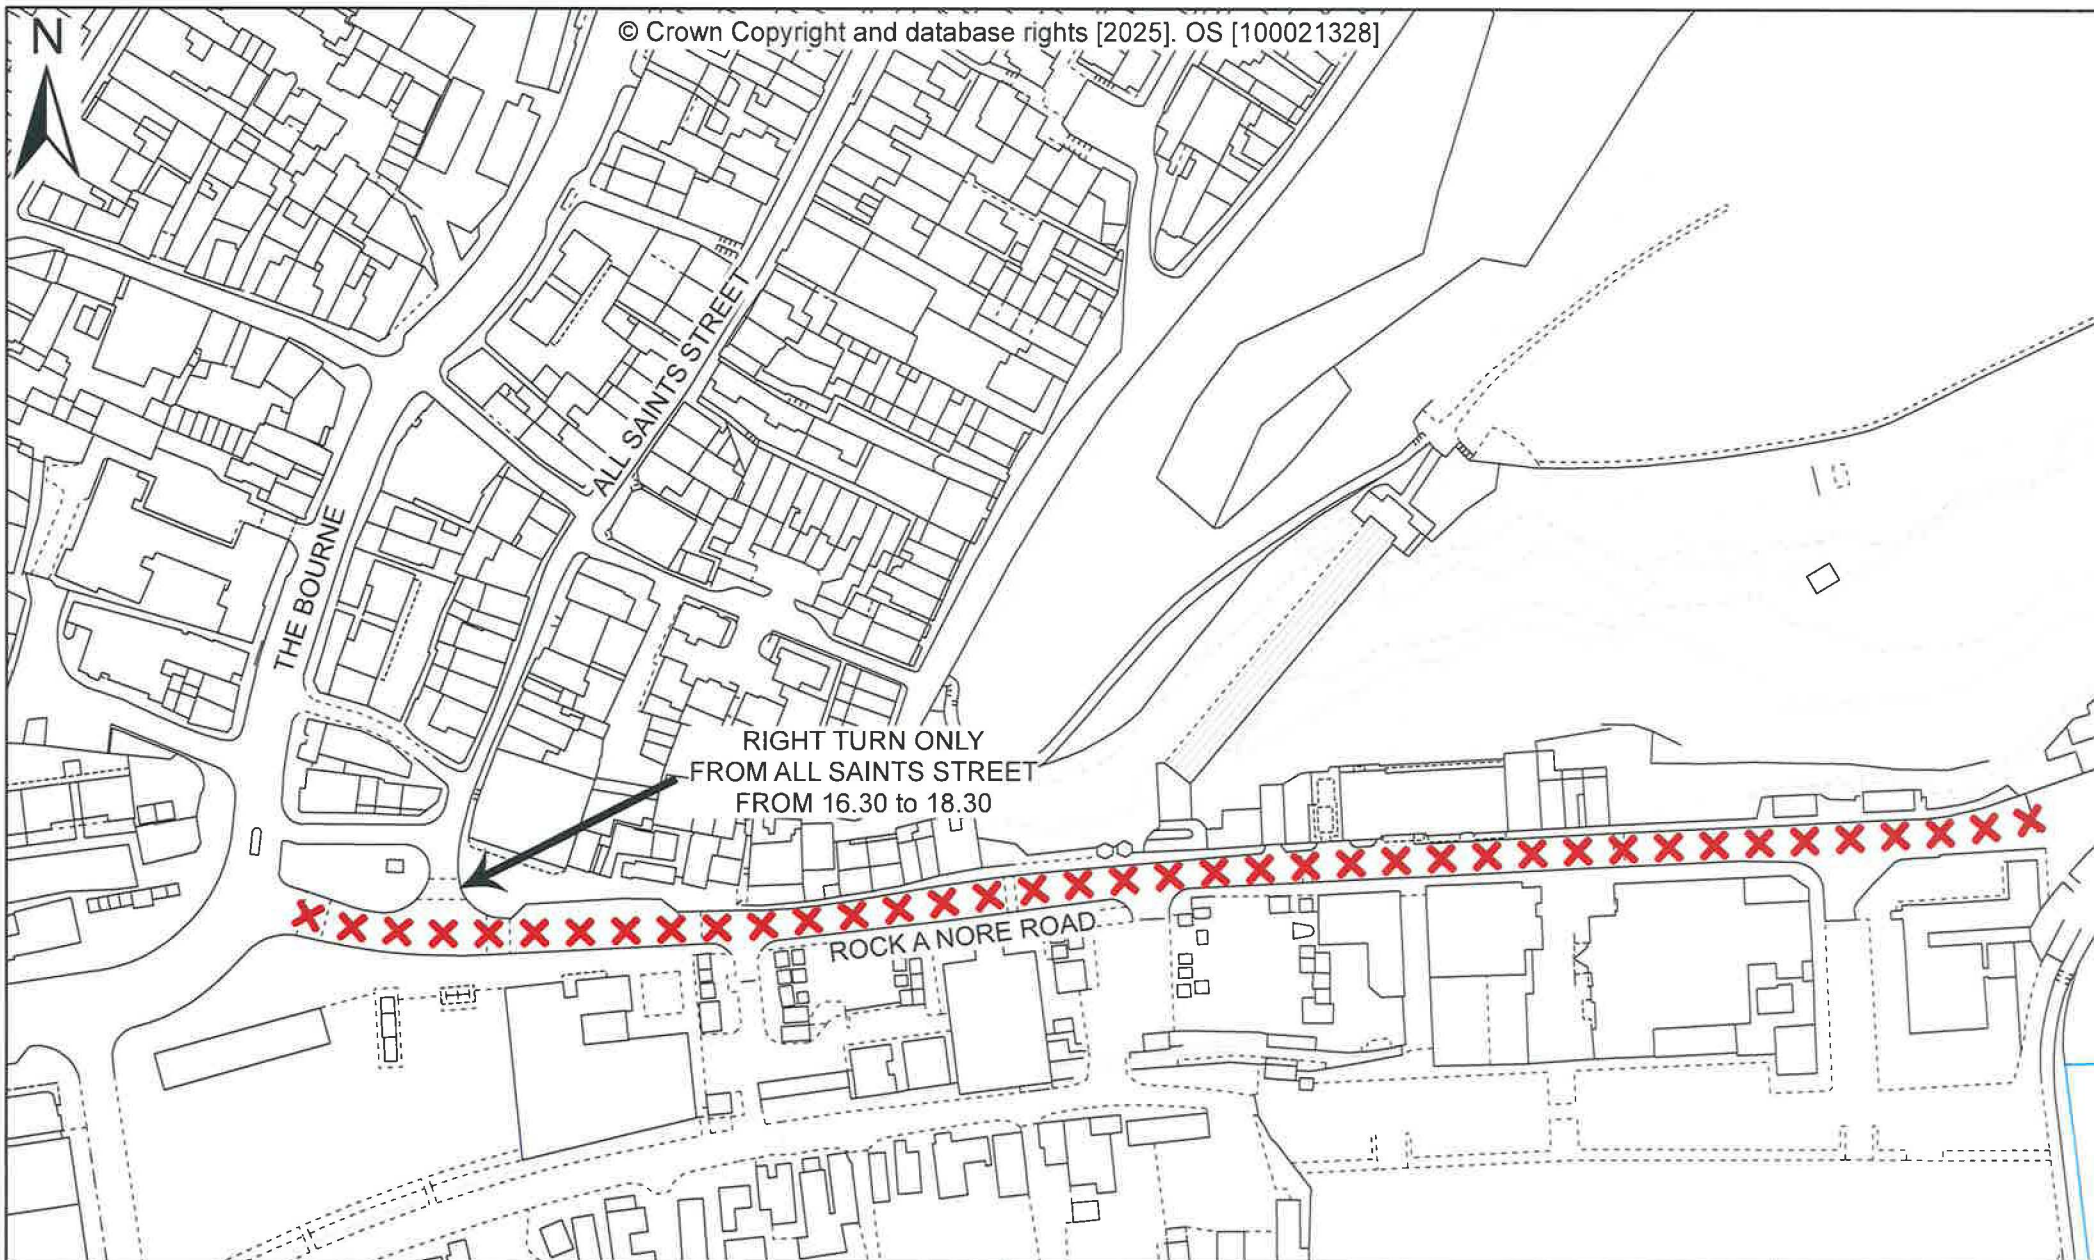 © Crown Copyright and database rights [2025]. OS [100021328]
N
ALL SAINTS STREET
THE BOURNE
RIGHT TURN ONLY
FROM ALL SAINTS STREET
FROM 16.30 to 18.30
ROCK A NORE ROAD